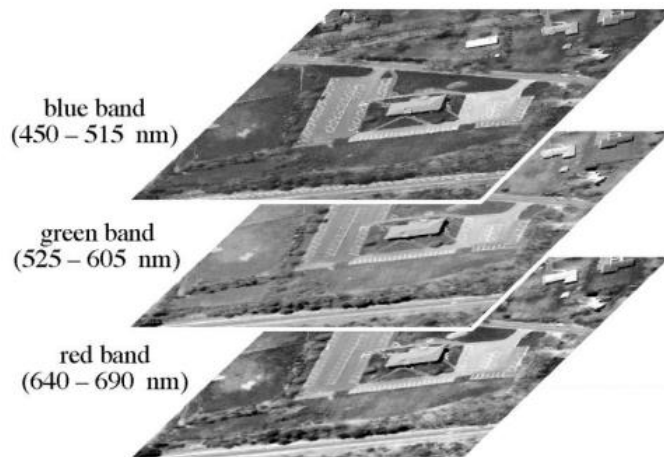 blue band
(450 – 515 nm)
green band
(525 – 605 nm)
red band
(640 – 690 nm)